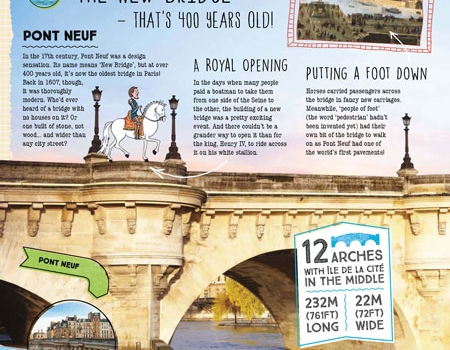 THE NEW BRIDGE
– THAT'S 400 YEARS OLD!
PONT NEUF
In the 17th century, Pont Neuf was a design
sensation. Its name means 'New Bridge', but at over
400 years old, it's now the oldest bridge in Paris!
Back in 1607, though,
it was thoroughly
modern. Who'd ever
heard of a bridge with
no houses on it? Or
one built of stone, not
wood... and wider than
any city street?
A ROYAL OPENING
In the days when many people
paid a boatman to take them
from one side of the Seine to
the other, the building of a new
bridge was a pretty exciting
event. And there couldn't be a
grander way to open it than for
the king, Henry IV, to ride across
it on his white stallion.
PUTTING A FOOT DOWN
Horses carried passengers across
the bridge in fancy new carriages.
Meanwhile, 'people of foot'
(the word 'pedestrian' hadn't
been invented yet) had their
own bit of the bridge to walk
on as Pont Neuf had one of
the world's first pavements!
12 ARCHES
WITH ÎLE DE LA CITÉ
IN THE MIDDLE
232M
(761FT)
LONG
22M
(72FT)
WIDE
PONT NEUF